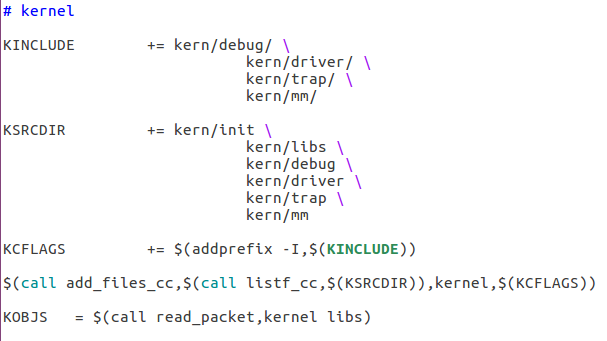 # kernel
KINCLUDE += kern/debug/ \
kern/driver/ \
kern/trap/ \
kern/mm/
KSRCDIR += kern/init \
kern/libs \
kern/debug \
kern/driver \
kern/trap \
kern/mm
KCFLAGS += $(addprefix -I,$(KINCLUDE))
$(call add_files_cc,$(call listf_cc,$(KSRCDIR)),kernel,$(KCFLAGS))
KOBJS = $(call read_packet,kernel libs)